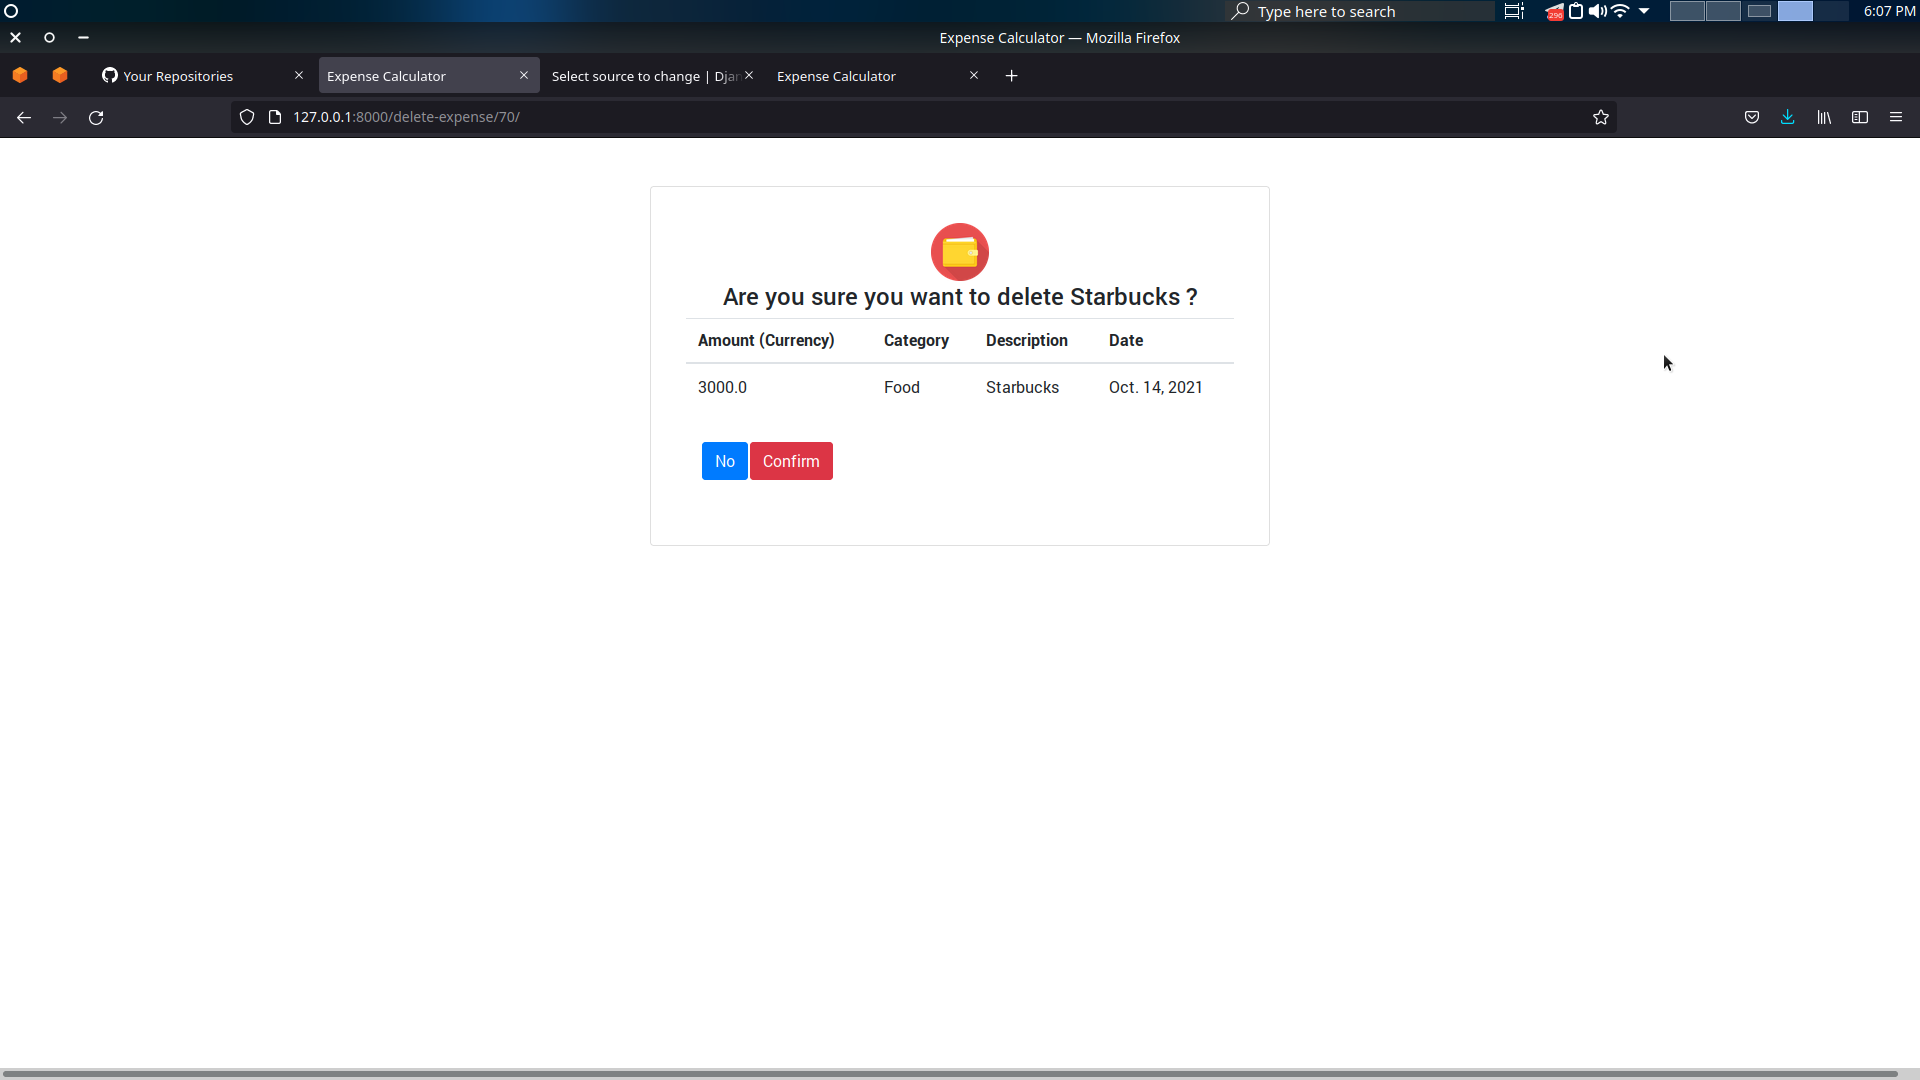 Type here to search
296
6:07 PM
Expense Calculator — Mozilla Firefox
Your Repositories
Expense Calculator
Select source to change | Djan
Expense Calculator
127.0.0.1:8000/delete-expense/70/
Are you sure you want to delete Starbucks ?
Amount (Currency) Category Description Date
3000.0 Food Starbucks Oct. 14, 2021
No Confirm